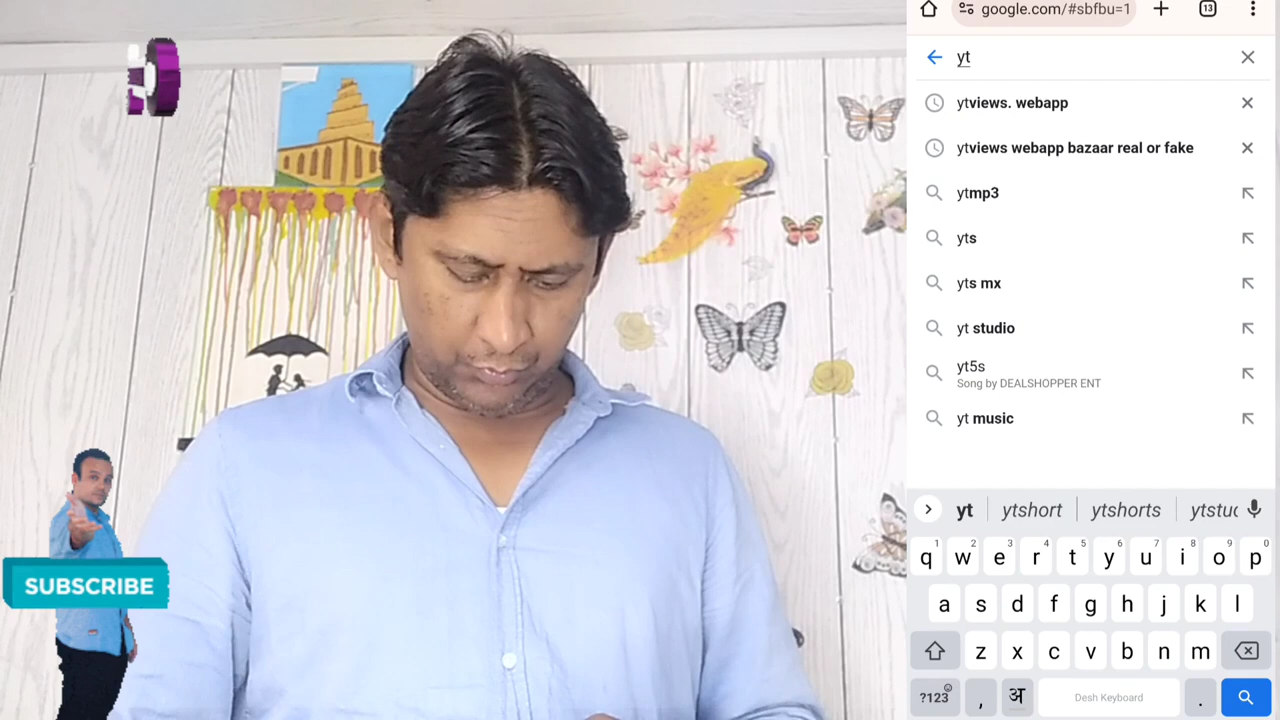 google.com/#sbfbu=1
13
yt
ytviews. webapp
ytviews webapp bazaar real or fake
ytmp3
yts
yts mx
yt studio
yt5s
Song by DEALSHOPPER ENT
yt music
yt ytshort ytshorts ytstuc
1 2 3 4 5 6 7 8 9 0
q w e r t y u i o p
a s d f g h j k l
z x c v b n m
?123 , अ Desh Keyboard .
SUBSCRIBE